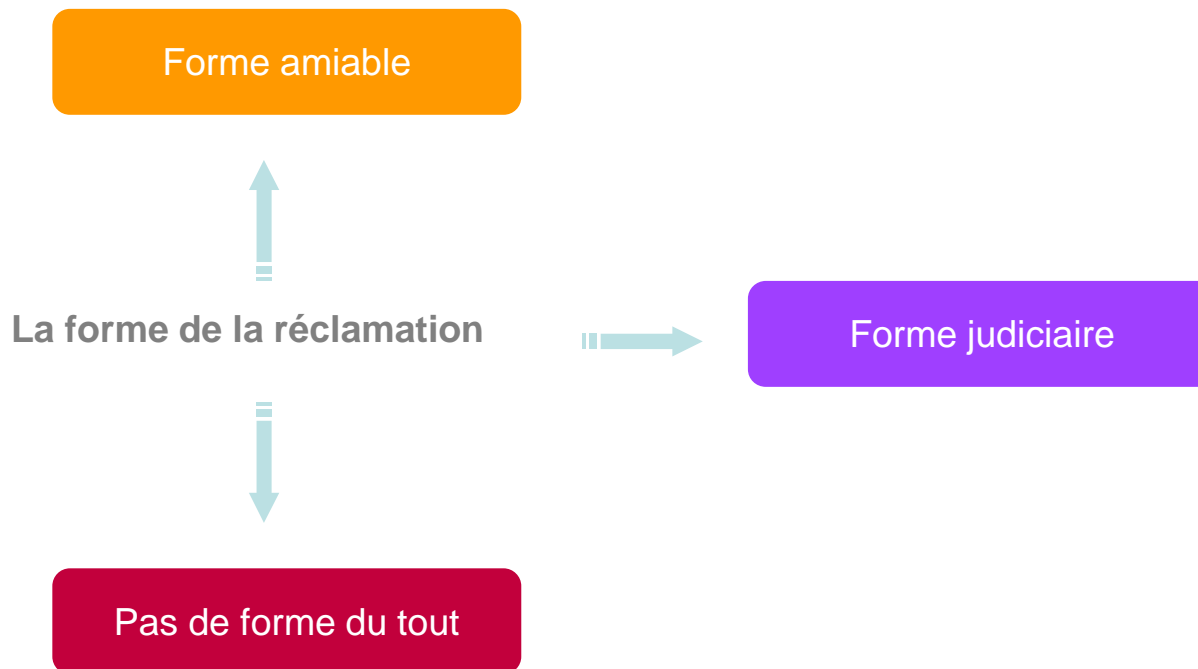 Forme amiable
La forme de la réclamation
Forme judiciaire
Pas de forme du tout